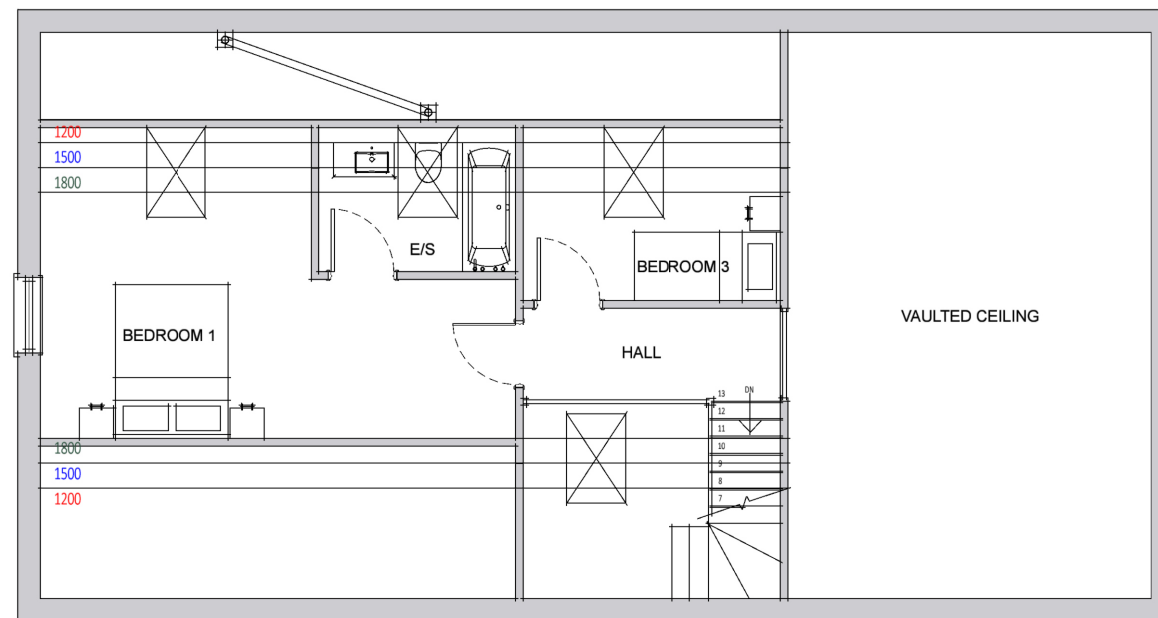 1200
1500
1800
E/S
BEDROOM 3
BEDROOM 1
HALL
VAULTED CEILING
13
DN
12
11
10
9
8
7
1800
1500
1200